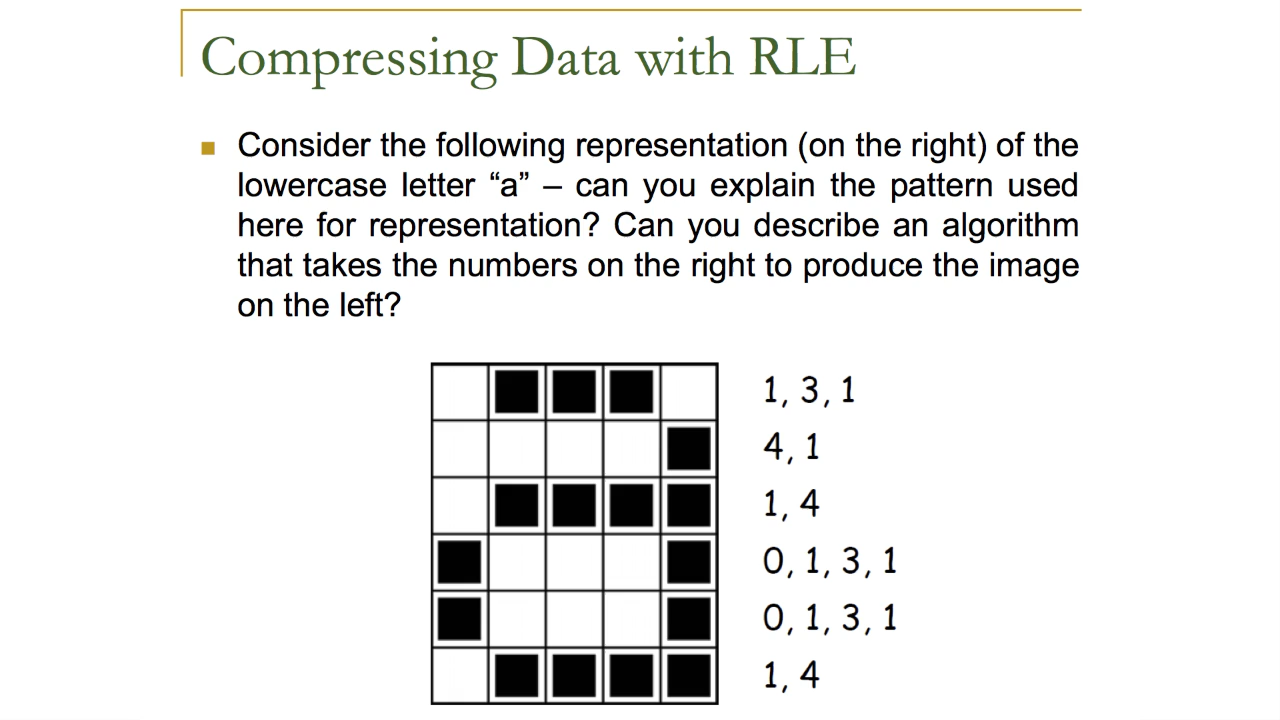 Compressing Data with RLE
Consider the following representation (on the right) of the
lowercase letter “a” – can you explain the pattern used
here for representation? Can you describe an algorithm
that takes the numbers on the right to produce the image
on the left?
1, 3, 1
4, 1
1, 4
0, 1, 3, 1
0, 1, 3, 1
1, 4